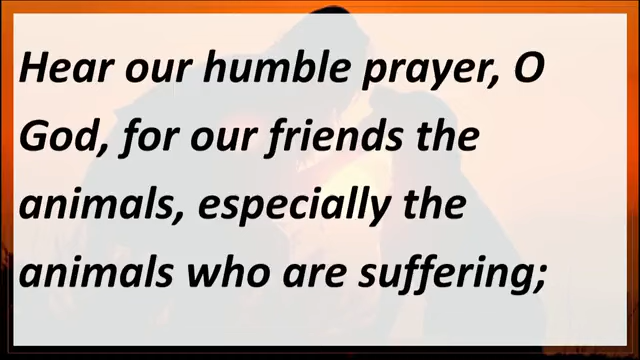 Hear our humble prayer, O
God, for our friends the
animals, especially the
animals who are suffering;